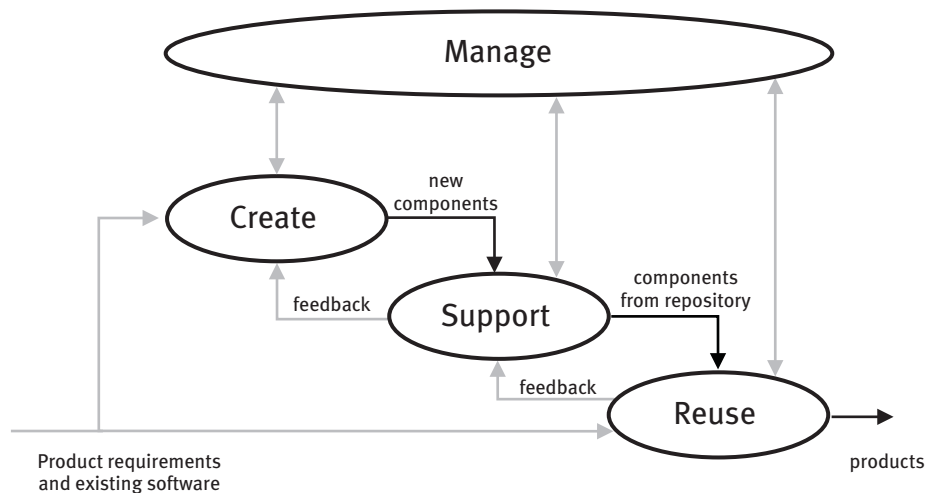 Manage
new
components
Create
components
from repository
feedback
Support
feedback
Reuse
Product requirements
and existing software
products